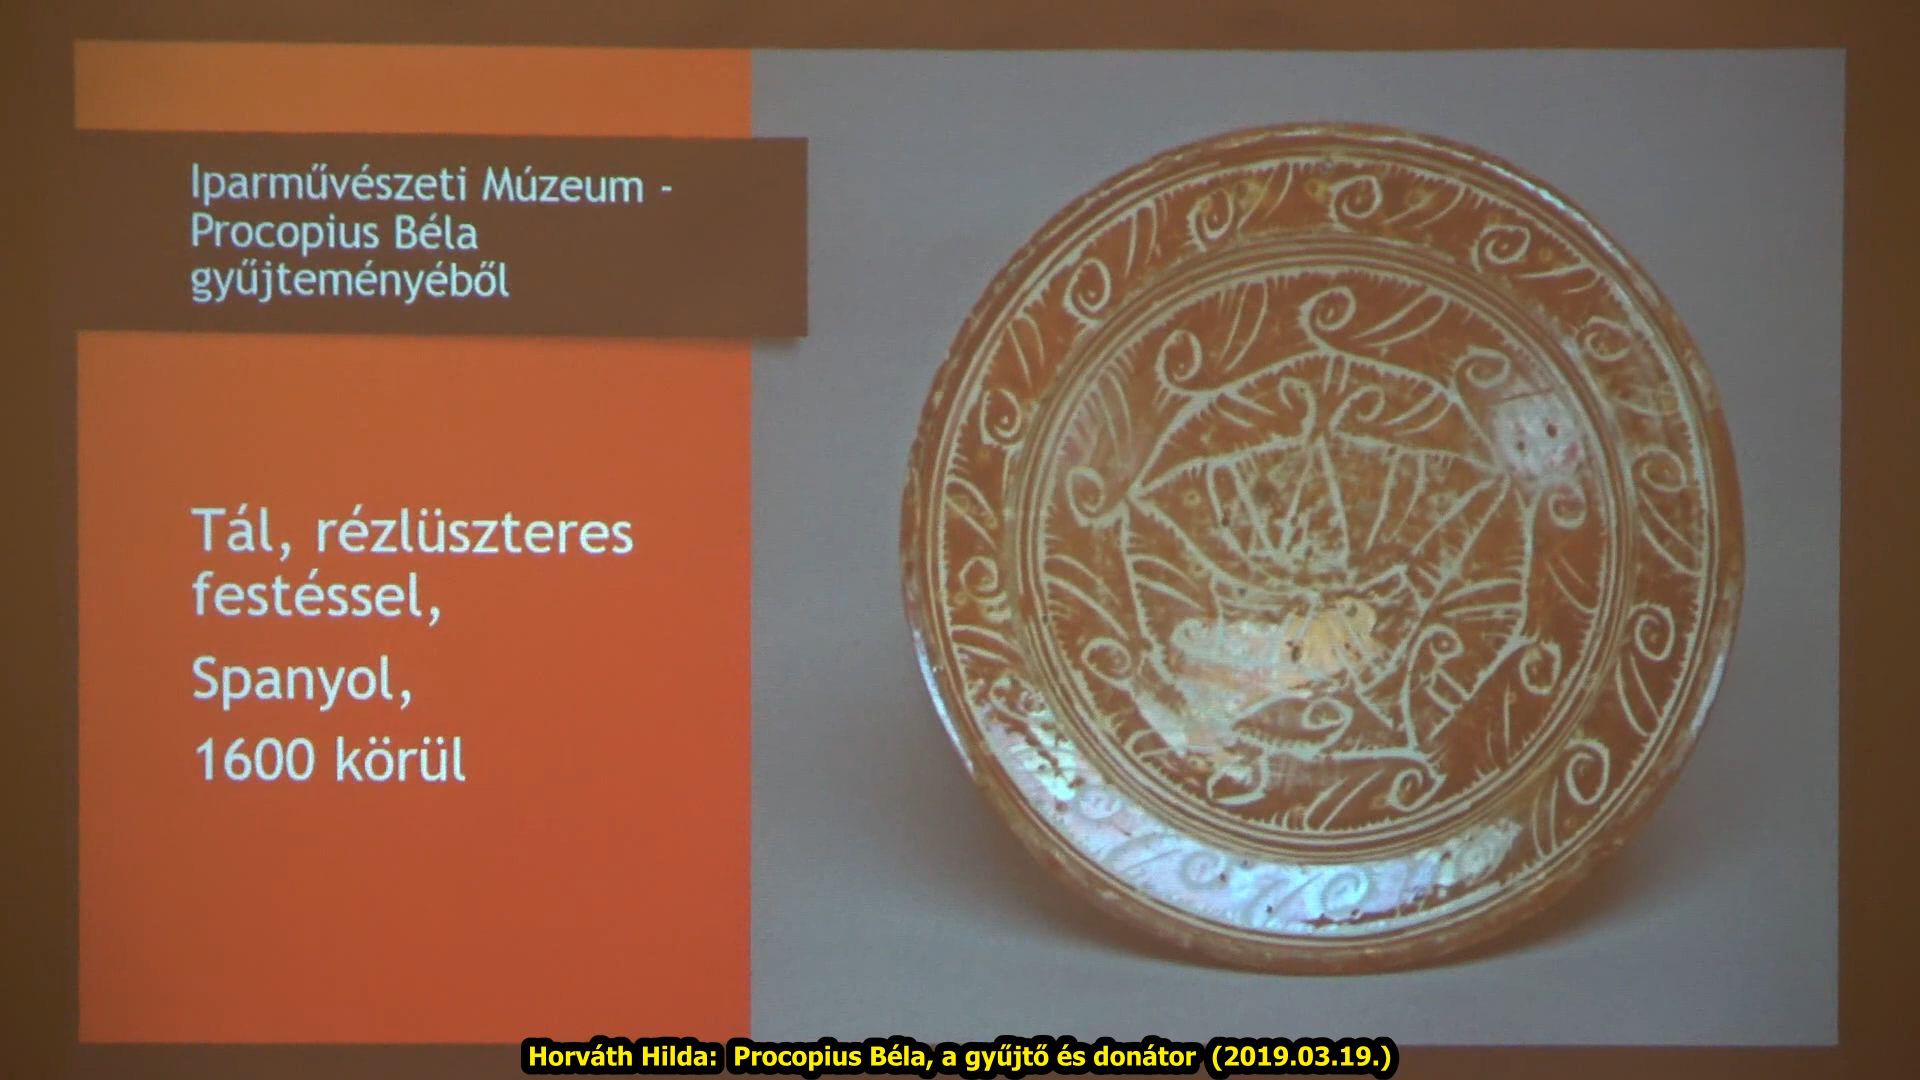 Iparművészeti Múzeum -
Procopius Béla
gyűjteményéből
Tál, rézlüszteres
festéssel,
Spanyol,
1600 körül
Horváth Hilda: Procopius Béla, a gyűjtő és donátor (2019.03.19.)